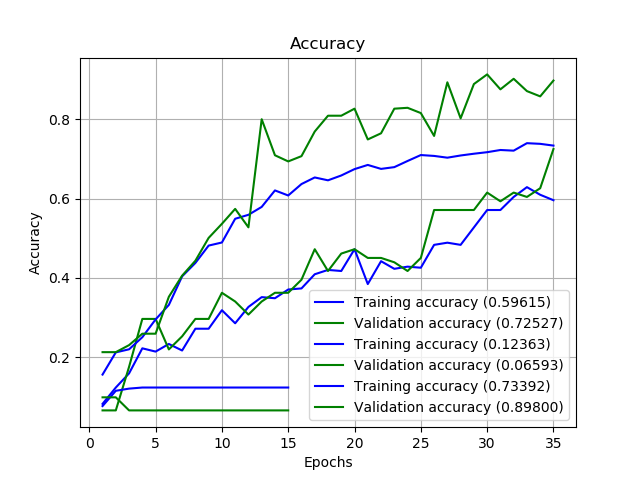 Accuracy
0.8
0.6
0.4
0.2
Accuracy
Training accuracy (0.59615)
Validation accuracy (0.72527)
Training accuracy (0.12363)
Validation accuracy (0.06593)
Training accuracy (0.73392)
Validation accuracy (0.89800)
0 5 10 15 20 25 30 35
Epochs